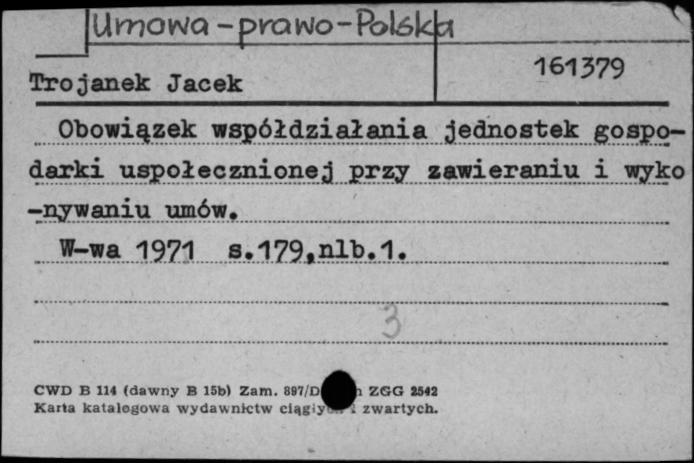 Umowa-prawo-Polska
161379
Trojanek Jacek
Obowiązek współdziałania jednostek gospo-
darki uspołecznionej przy zawieraniu i wyko
-nywaniu umów.
W-wa 1971 s.179,nlb.1.
3
CWD B 114 (dawny B 15b) Zam. 897/D ZGG 2542
Karta katalogowa wydawnictw zwartych.